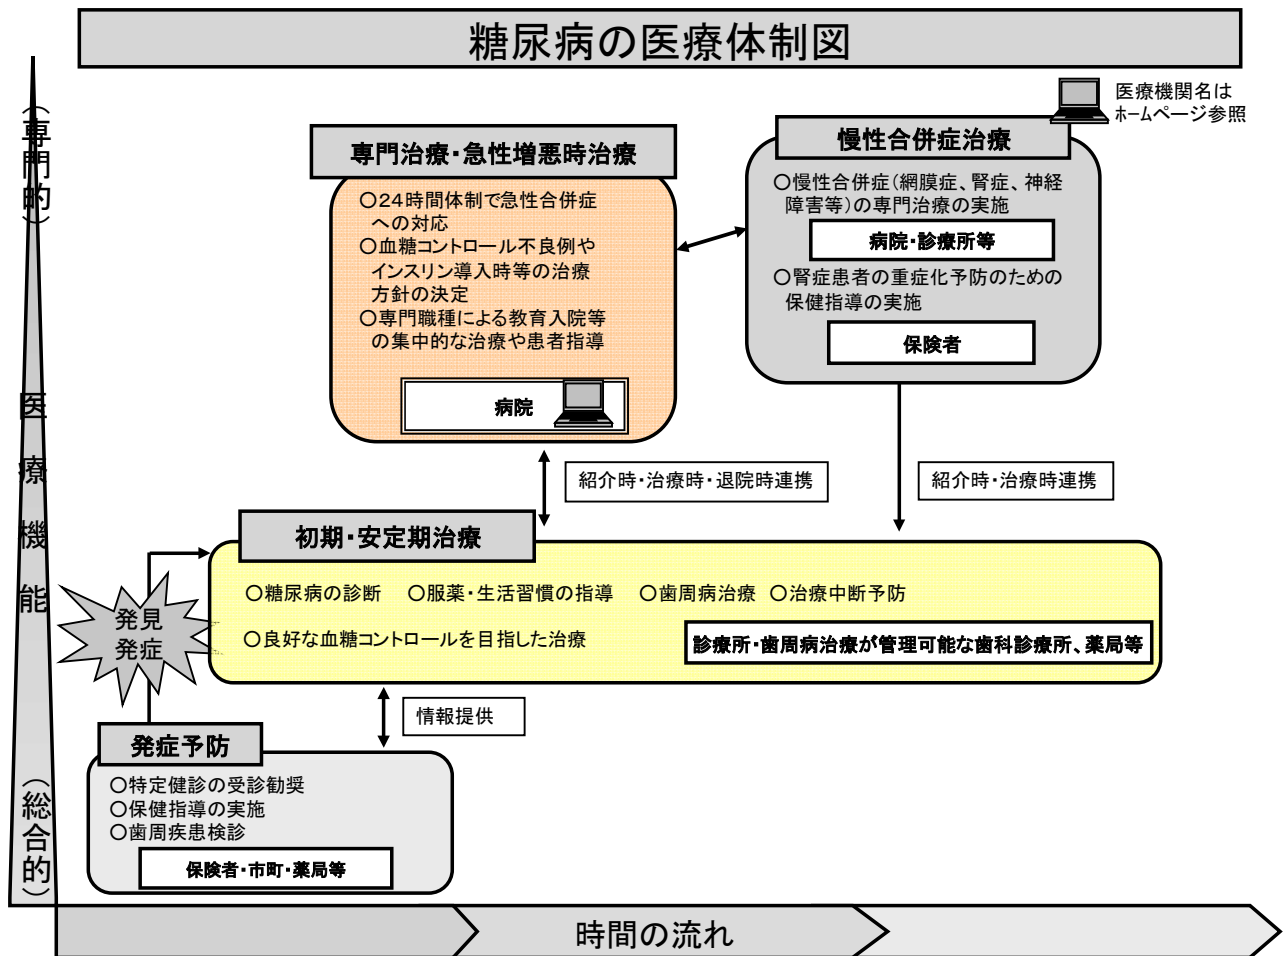 糖尿病の医療体制図
医療機関名は
ホームページ参照
(専門的)
医療機能
(総合的)
専門治療・急性増悪時治療
○24時間体制で急性合併症
への対応
○血糖コントロール不良例や
インスリン導入時等の治療
方針の決定
○専門職種による教育入院等
の集中的な治療や患者指導
病院
慢性合併症治療
○慢性合併症(網膜症、腎症、神経
障害等)の専門治療の実施
病院・診療所等
○腎症患者の重症化予防のための
保健指導の実施
保険者
紹介時・治療時・退院時連携
紹介時・治療時連携
初期・安定期治療
○糖尿病の診断 ○服薬・生活習慣の指導 ○歯周病治療 ○治療中断予防
○良好な血糖コントロールを目指した治療
診療所・歯周病治療が管理可能な歯科診療所、薬局等
発見
発症
情報提供
発症予防
○特定健診の受診勧奨
○保健指導の実施
○歯周疾患検診
保険者・市町・薬局等
時間の流れ